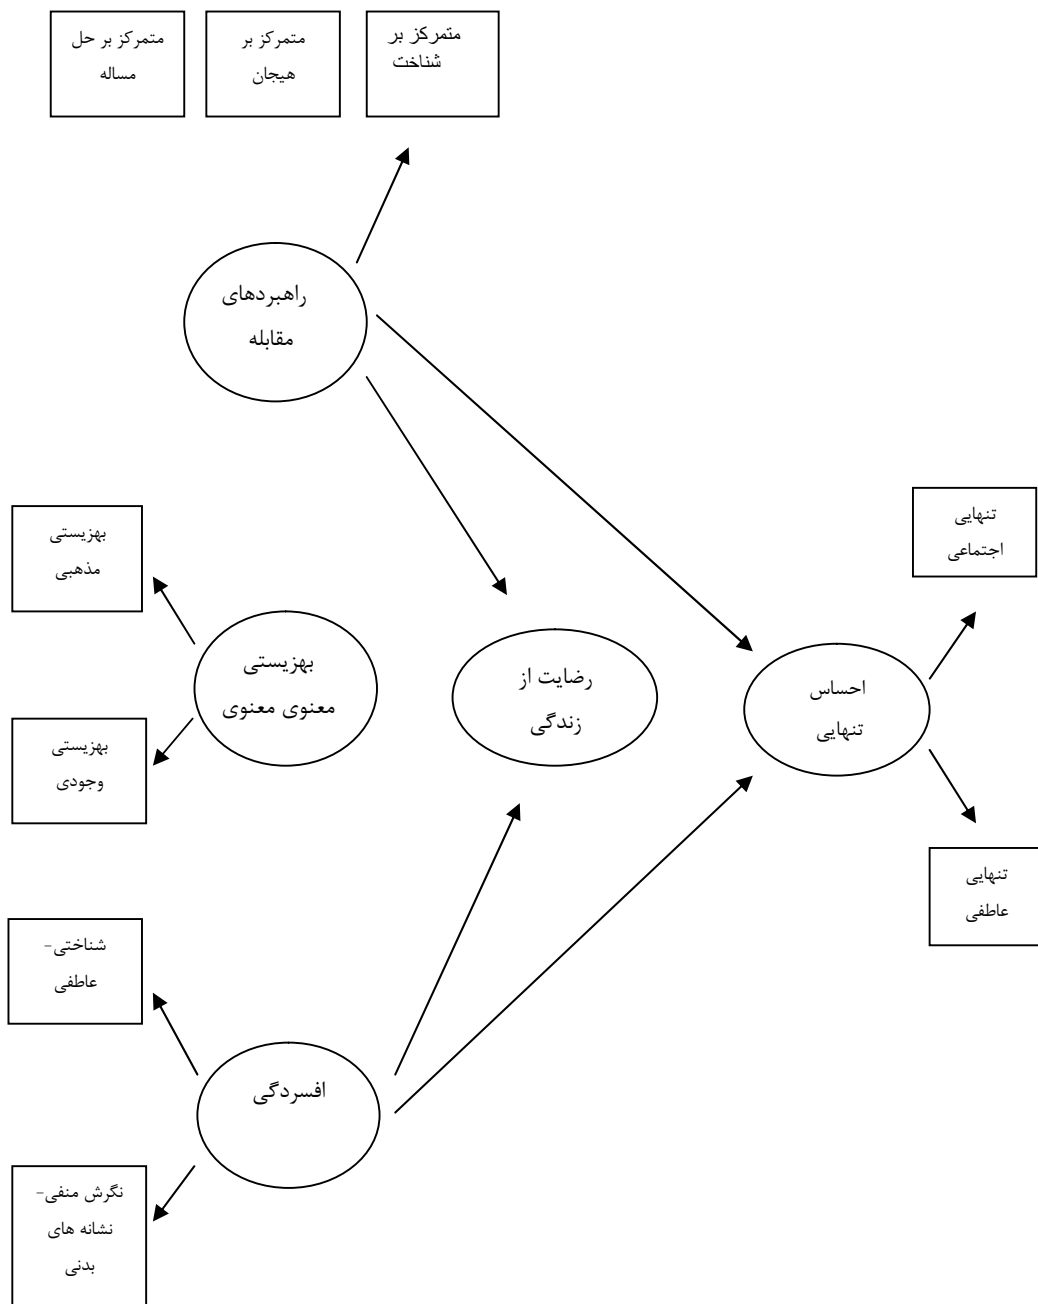 متمرکز بر
شناخت
متمرکز بر
هیجان
متمرکز بر حل
مساله
راهبردهای
مقابله
تنهایی
اجتماعی
بهزیستی
مذهبی
بهزیستی
معنوی معنوی
رضایت از
زندگی
احساس
تنهایی
بهزیستی
وجودی
تنهایی
عاطفی
شناختی-
عاطفی
افسردگی
نگرش منفی-
نشانه های
بدنی